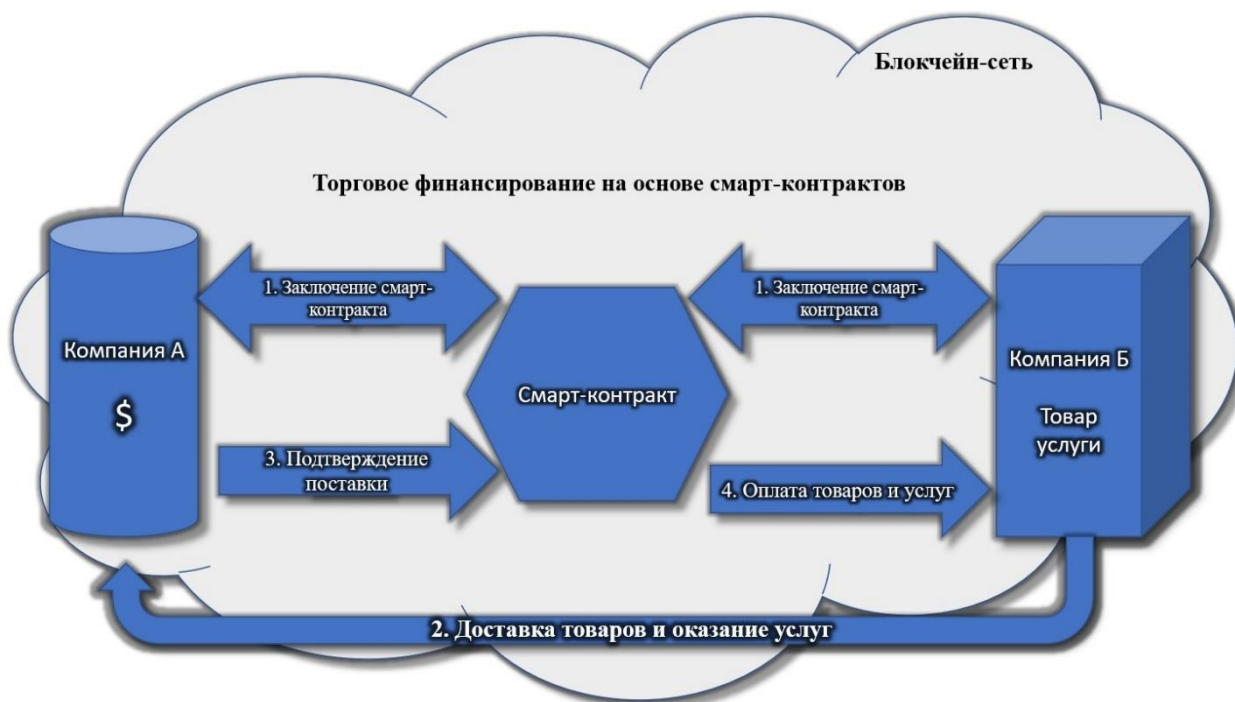 Блокчейн-сеть
Торговое финансирование на основе смарт-контрактов
1. Заключение смарт-
контракта
1. Заключение смарт-
контракта
Компания А
$
Смарт-контракт
Компания Б
Товар
услуги
3. Подтверждение
поставки
4. Оплата товаров и услуг
2. Доставка товаров и оказание услуг